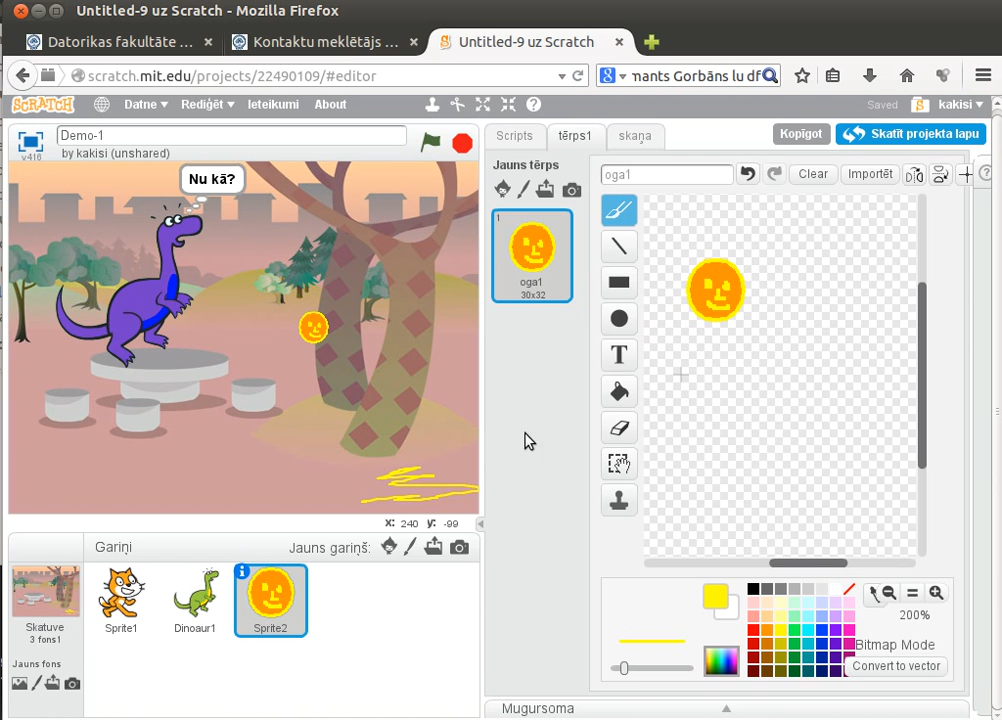 Untitled-9 uz Scratch - Mozilla Firefox
Datorikas fakultāte ...
Kontaktu meklētājs ...
Untitled-9 uz Scratch
scratch.mit.edu/projects/22490109/#editor
mants Gorbāns lu df
SCRATCH
Datne
Rediģēt
Ieteikumi
About
Saved
kakisi
v416
Demo-1
by kakisi (unshared)
Scripts
tērps1
skaņa
Kopīgot
Skatīt projekta lapu
Jauns tērps
oga1
Clear
Importēt
Nu kā?
1
oga1
30x32
T
x: 240 y: -99
Gariņi
Jauns gariņš:
Skatuve
3 fons1
Sprite1
Dinoaur1
Sprite2
Jauns fons
200%
Bitmap Mode
Convert to vector
Mugursoma